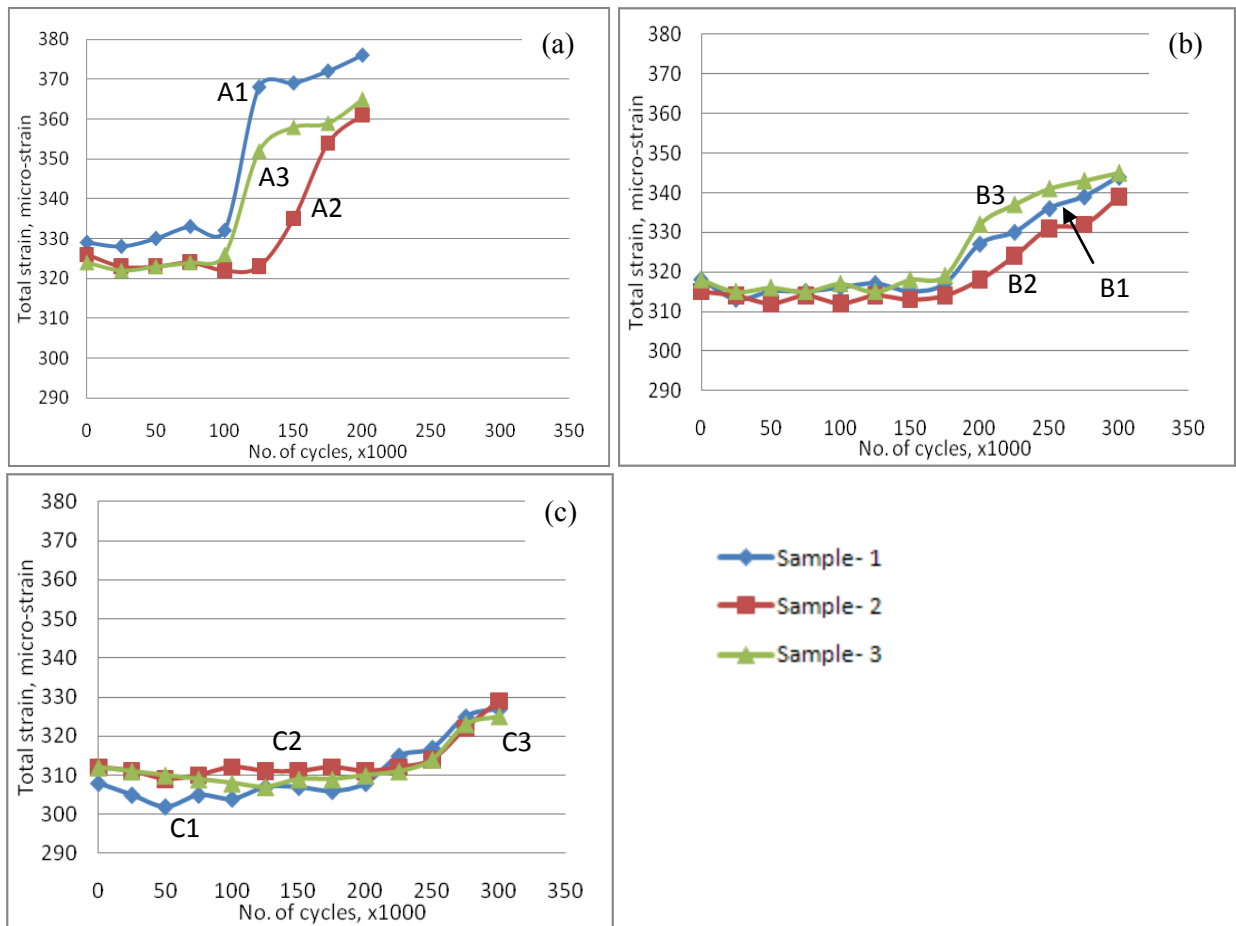 (a)
Total strain, micro-strain
380
370
360
350
340
330
320
310
300
290
A1
A3
A2
0 50 100 150 200 250 300 350
No. of cycles, x1000
(b)
Total strain, micro-strain
380
370
360
350
340
330
320
310
300
290
B3
B2
B1
0 50 100 150 200 250 300 350
No. of cycles, x1000
(c)
Total strain, micro-strain
380
370
360
350
340
330
320
310
300
290
C2
C3
C1
0 50 100 150 200 250 300 350
No. of cycles, x1000
Sample- 1
Sample- 2
Sample- 3